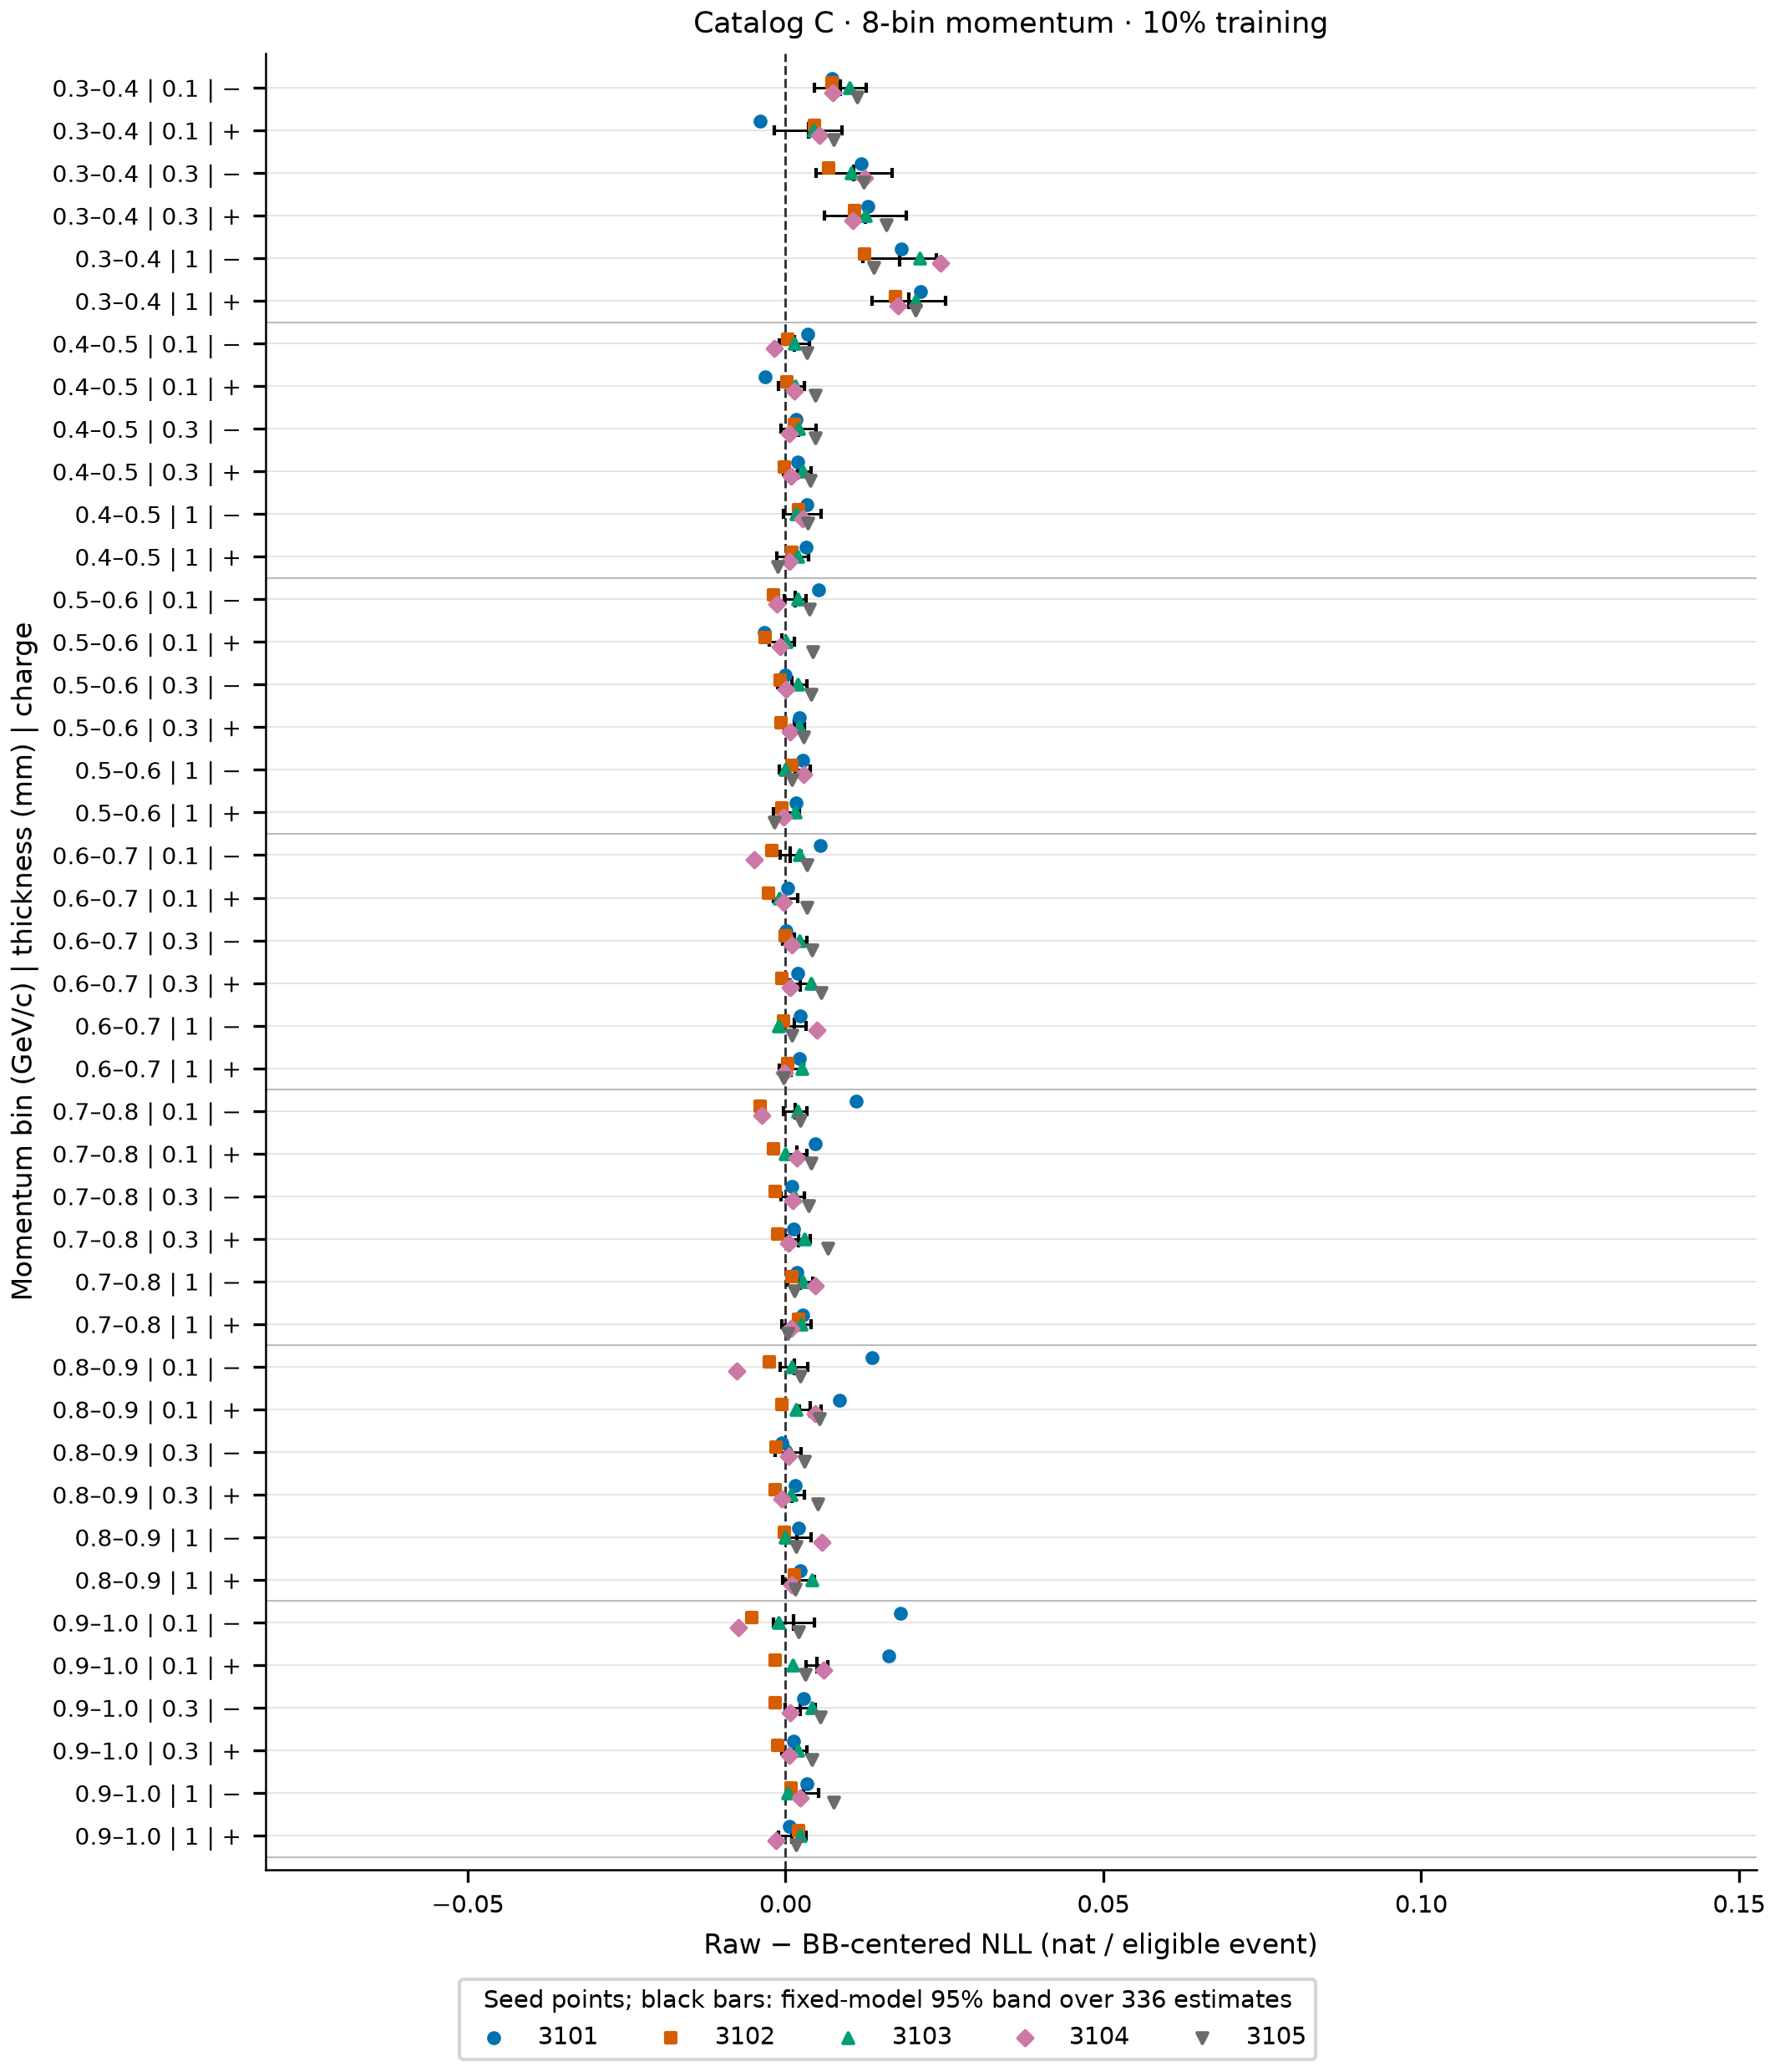 Catalog C · 8-bin momentum · 10% training
0.3–0.4 | 0.1 | −
0.3–0.4 | 0.1 | +
0.3–0.4 | 0.3 | −
0.3–0.4 | 0.3 | +
0.3–0.4 | 1 | −
0.3–0.4 | 1 | +
0.4–0.5 | 0.1 | −
0.4–0.5 | 0.1 | +
0.4–0.5 | 0.3 | −
0.4–0.5 | 0.3 | +
0.4–0.5 | 1 | −
0.4–0.5 | 1 | +
0.5–0.6 | 0.1 | −
0.5–0.6 | 0.1 | +
0.5–0.6 | 0.3 | −
0.5–0.6 | 0.3 | +
0.5–0.6 | 1 | −
0.5–0.6 | 1 | +
0.6–0.7 | 0.1 | −
0.6–0.7 | 0.1 | +
0.6–0.7 | 0.3 | −
0.6–0.7 | 0.3 | +
0.6–0.7 | 1 | −
0.6–0.7 | 1 | +
0.7–0.8 | 0.1 | −
0.7–0.8 | 0.1 | +
0.7–0.8 | 0.3 | −
0.7–0.8 | 0.3 | +
0.7–0.8 | 1 | −
0.7–0.8 | 1 | +
0.8–0.9 | 0.1 | −
0.8–0.9 | 0.1 | +
0.8–0.9 | 0.3 | −
0.8–0.9 | 0.3 | +
0.8–0.9 | 1 | −
0.8–0.9 | 1 | +
0.9–1.0 | 0.1 | −
0.9–1.0 | 0.1 | +
0.9–1.0 | 0.3 | −
0.9–1.0 | 0.3 | +
0.9–1.0 | 1 | −
0.9–1.0 | 1 | +
Momentum bin (GeV/c) | thickness (mm) | charge
−0.05 0.00 0.05 0.10 0.15
Raw − BB-centered NLL (nat / eligible event)
Seed points; black bars: fixed-model 95% band over 336 estimates
3101 3102 3103 3104 3105